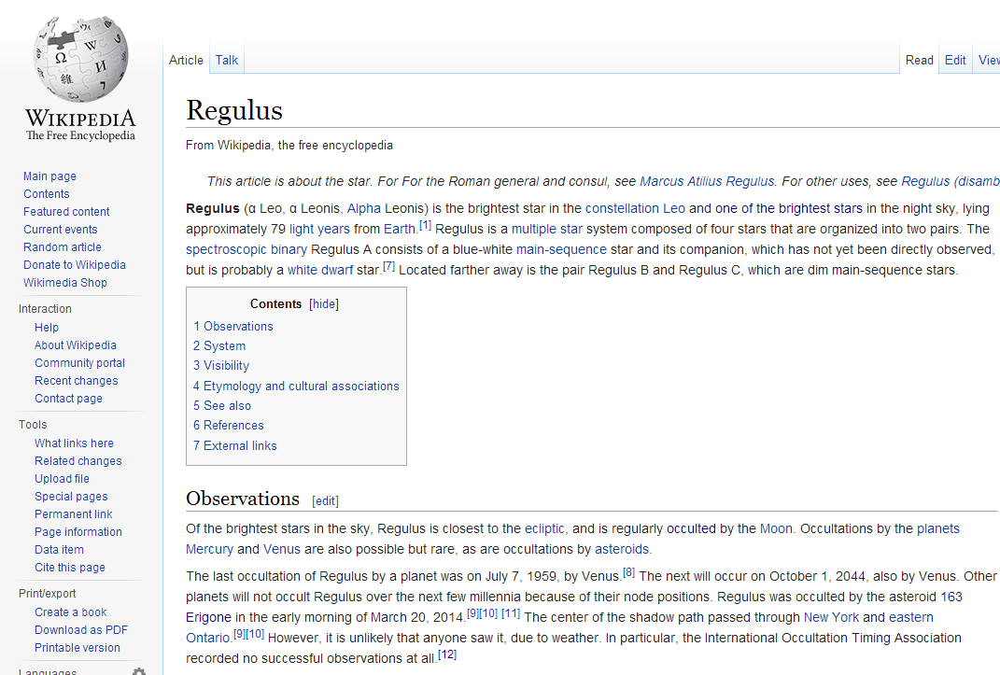 WIKIPEDIA
The Free Encyclopedia
Main page
Contents
Featured content
Current events
Random article
Donate to Wikipedia
Wikimedia Shop
Interaction
Help
About Wikipedia
Community portal
Recent changes
Contact page
Tools
What links here
Related changes
Upload file
Special pages
Permanent link
Page information
Data item
Cite this page
Print/export
Create a book
Download as PDF
Printable version
Languages
Article Talk
Read Edit View
Regulus
From Wikipedia, the free encyclopedia
This article is about the star. For For the Roman general and consul, see Marcus Atilius Regulus. For other uses, see Regulus (disamb
Regulus (α Leo, α Leonis, Alpha Leonis) is the brightest star in the constellation Leo and one of the brightest stars in the night sky, lying
approximately 79 light years from Earth.[1] Regulus is a multiple star system composed of four stars that are organized into two pairs. The
spectroscopic binary Regulus A consists of a blue-white main-sequence star and its companion, which has not yet been directly observed,
but is probably a white dwarf star.[7] Located farther away is the pair Regulus B and Regulus C, which are dim main-sequence stars.
Contents [hide]
1 Observations
2 System
3 Visibility
4 Etymology and cultural associations
5 See also
6 References
7 External links
Observations [edit]
Of the brightest stars in the sky, Regulus is closest to the ecliptic, and is regularly occulted by the Moon. Occultations by the planets
Mercury and Venus are also possible but rare, as are occultations by asteroids.
The last occultation of Regulus by a planet was on July 7, 1959, by Venus.[8] The next will occur on October 1, 2044, also by Venus. Other
planets will not occult Regulus over the next few millennia because of their node positions. Regulus was occulted by the asteroid 163
Erigone in the early morning of March 20, 2014.[9][10] [11] The center of the shadow path passed through New York and eastern
Ontario.[9][10] However, it is unlikely that anyone saw it, due to weather. In particular, the International Occultation Timing Association
recorded no successful observations at all.[12]